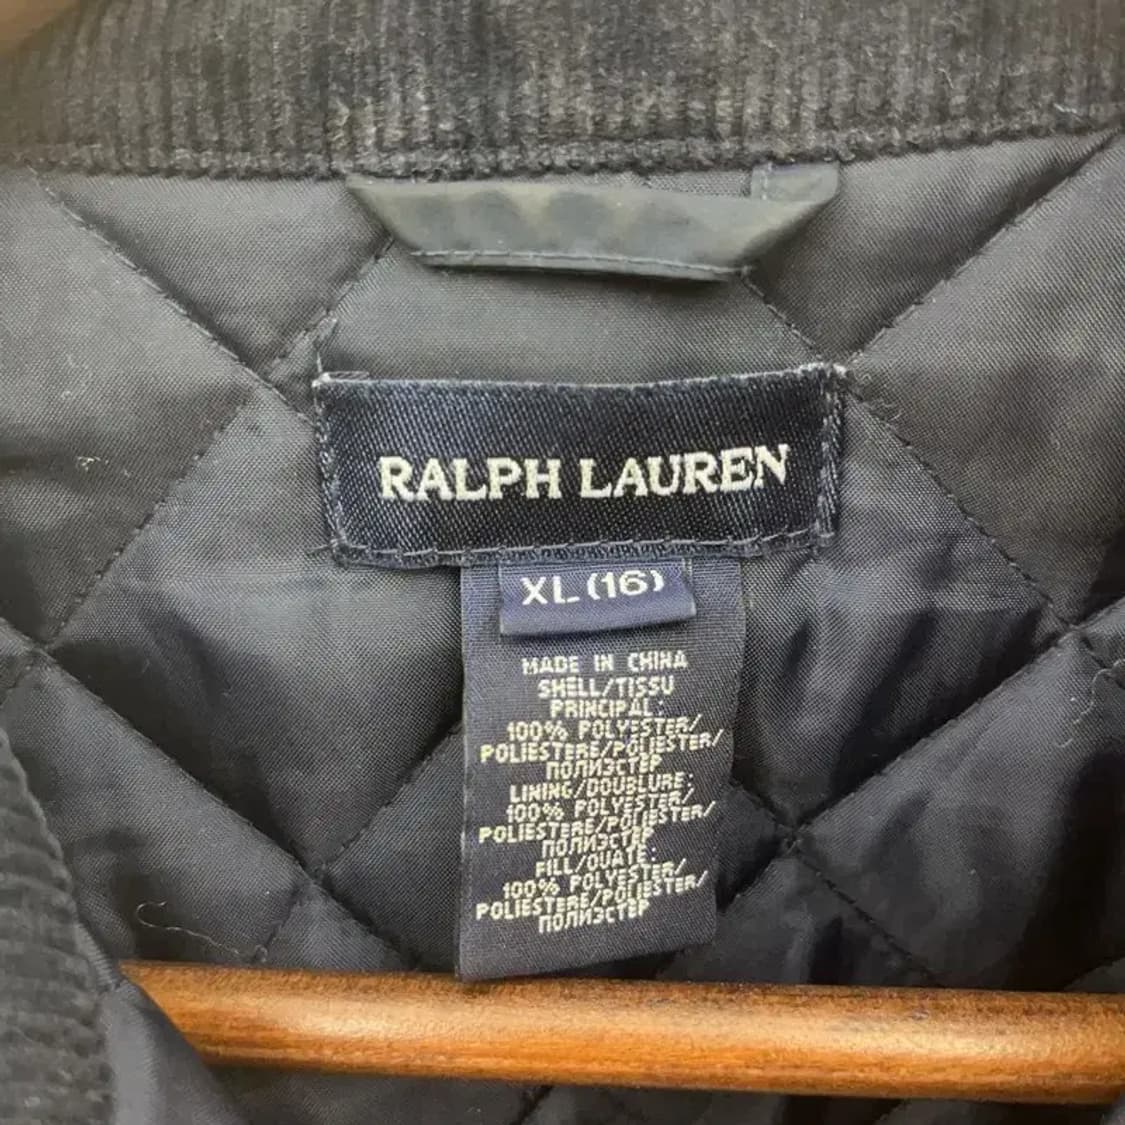 RALPH LAUREN
XL (16)
MADE IN CHINA
SHELL/TISSU
PRINCIPAL:
100% POLYESTER/
POLIESTERE/POLIESTER/
ПОЛИЭСТЕР
LINING/DOUBLURE:
100% POLYESTER/
POLIESTERE/POLIESTER/
ПОЛИЭСТЕР
FILL/OUATE:
100% POLYESTER/
POLIESTERE/POLIESTER/
ПОЛИЭСТЕР